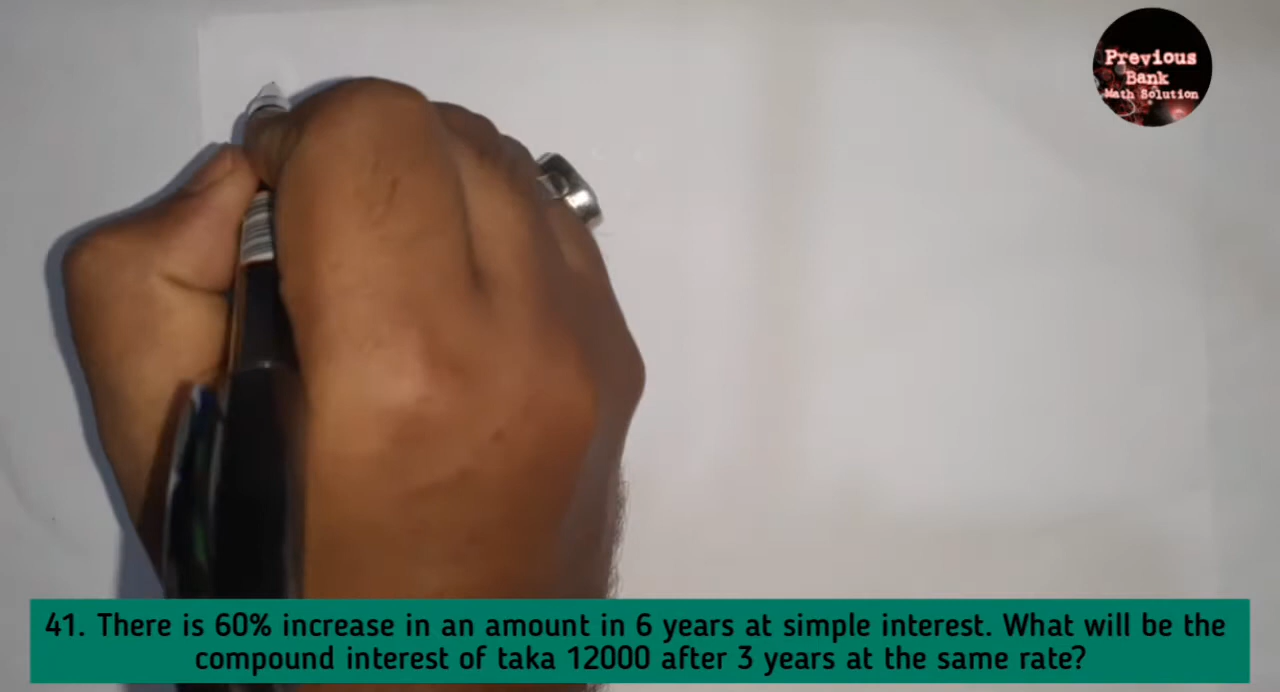 Previous
Bank
Math Solution
41. There is 60% increase in an amount in 6 years at simple interest. What will be the
compound interest of taka 12000 after 3 years at the same rate?